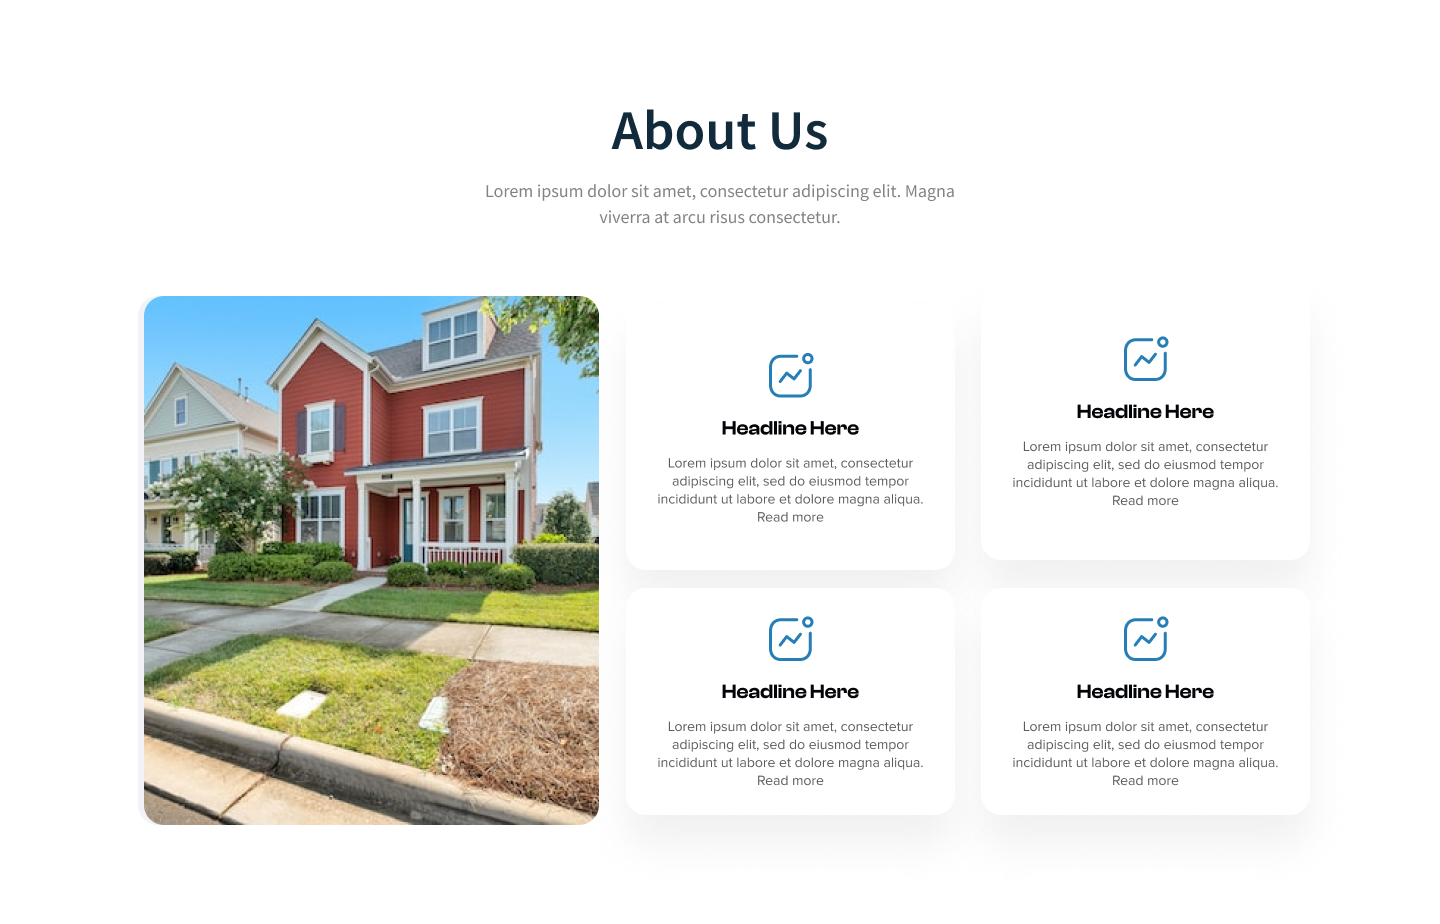 About Us
Lorem ipsum dolor sit amet, consectetur adipiscing elit. Magna
viverra at arcu risus consectetur.
Headline Here
Lorem ipsum dolor sit amet, consectetur
adipiscing elit, sed do eiusmod tempor
incididunt ut labore et dolore magna aliqua.
Read more
Headline Here
Lorem ipsum dolor sit amet, consectetur
adipiscing elit, sed do eiusmod tempor
incididunt ut labore et dolore magna aliqua.
Read more
Headline Here
Lorem ipsum dolor sit amet, consectetur
adipiscing elit, sed do eiusmod tempor
incididunt ut labore et dolore magna aliqua.
Read more
Headline Here
Lorem ipsum dolor sit amet, consectetur
adipiscing elit, sed do eiusmod tempor
incididunt ut labore et dolore magna aliqua.
Read more